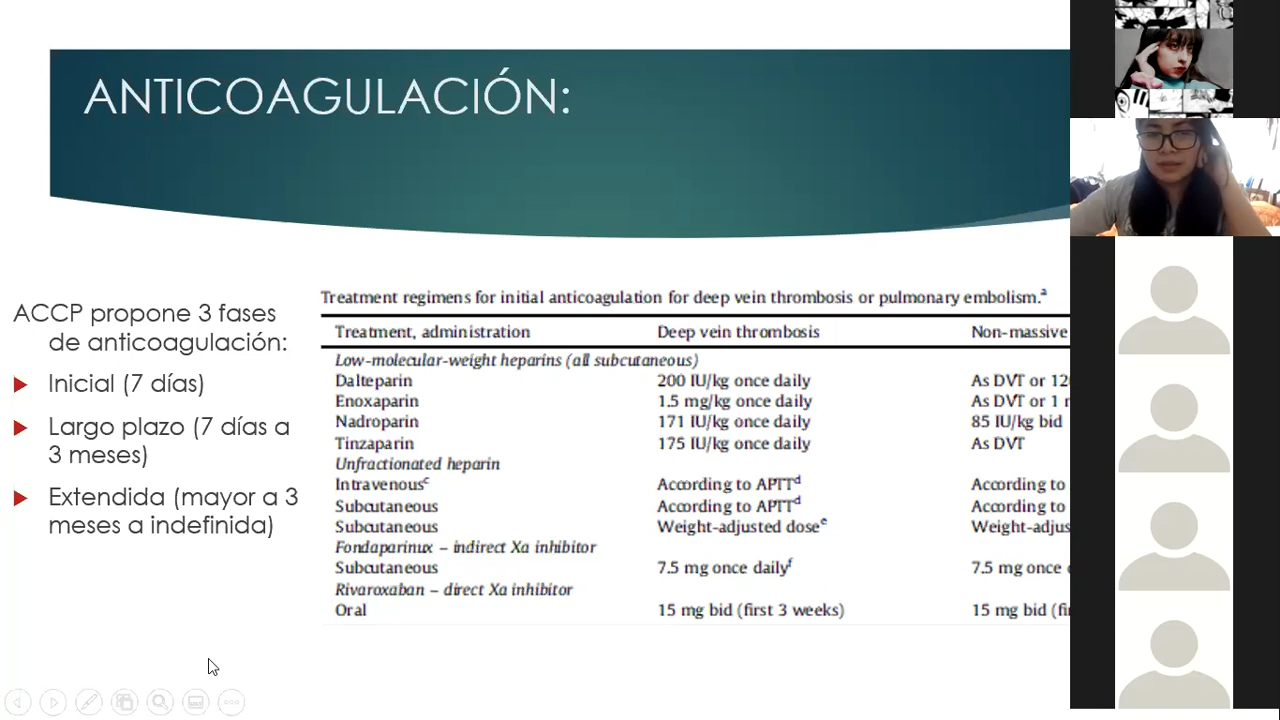 ANTICOAGULACIÓN:
ACCP propone 3 fases
de anticoagulación:
Inicial (7 días)
Largo plazo (7 días a
3 meses)
Extendida (mayor a 3
meses a indefinida)
Treatment regimens for initial anticoagulation for deep vein thrombosis or pulmonary embolism.a
Treatment, administration Deep vein thrombosis Non-massive
Low-molecular-weight heparins (all subcutaneous)
Dalteparin 200 IU/kg once daily As DVT or 12
Enoxaparin 1.5 mg/kg once daily As DVT or 1
Nadroparin 171 IU/kg once daily 85 IU/kg bid
Tinzaparin 175 IU/kg once daily As DVT
Unfractionated heparin
Intravenousc According to APTTd According to
Subcutaneous According to APTTd According to
Subcutaneous Weight-adjusted dosee Weight-adjus
Fondaparinux – indirect Xa inhibitor
Subcutaneous 7.5 mg once dailyf 7.5 mg once
Rivaroxaban – direct Xa inhibitor
Oral 15 mg bid (first 3 weeks) 15 mg bid (fi